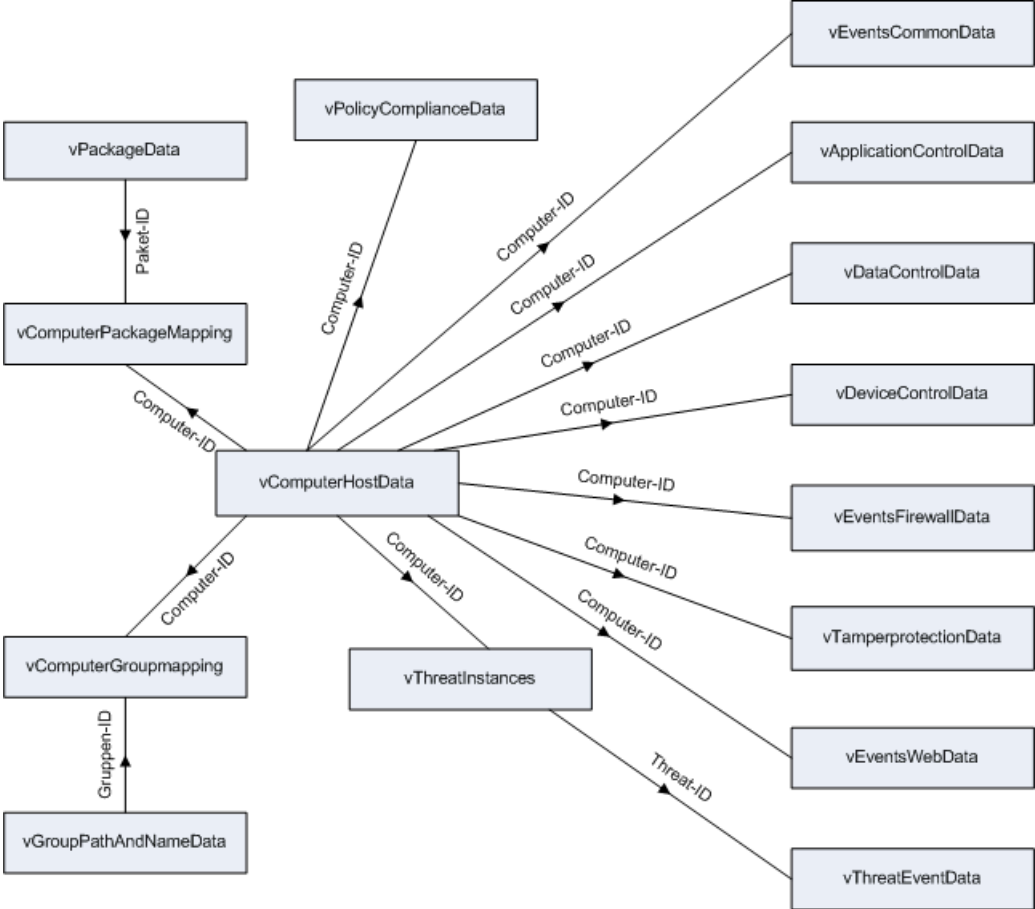 vEventsCommonData
vPolicyComplianceData
vPackageData
vApplicationControlData
Paket-ID
Computer-ID
Computer-ID
Computer-ID
vDataControlData
vComputerPackageMapping
Computer-ID
Computer-ID
vDeviceControlData
Computer-ID
vComputerHostData
Computer-ID
vEventsFirewallData
Computer-ID
Computer-ID
Computer-ID
Computer-ID
vTamperprotectionData
vComputerGroupmapping
vThreatInstances
Gruppen-ID
Threat-ID
vEventsWebData
vGroupPathAndNameData
vThreatEventData